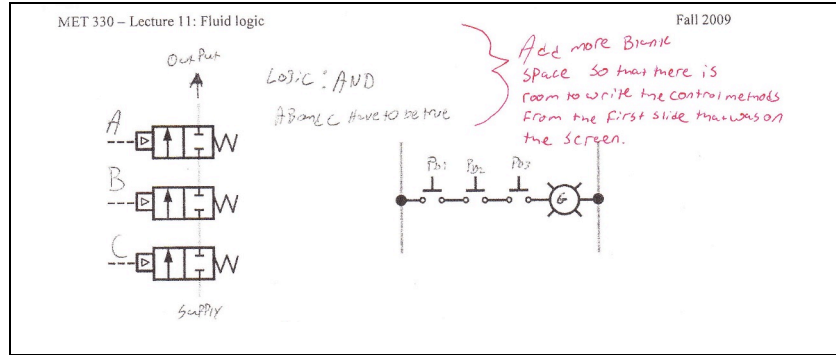 MET 330 – Lecture 11: Fluid logic
Fall 2009
OutPut
Logic: AND
A B and C Have to be true
Add more Blank
space so that there is
room to write the control methods
From the first slide that was on
the screen.
A
B
C
PB1 PB2 PB3
G
Supply